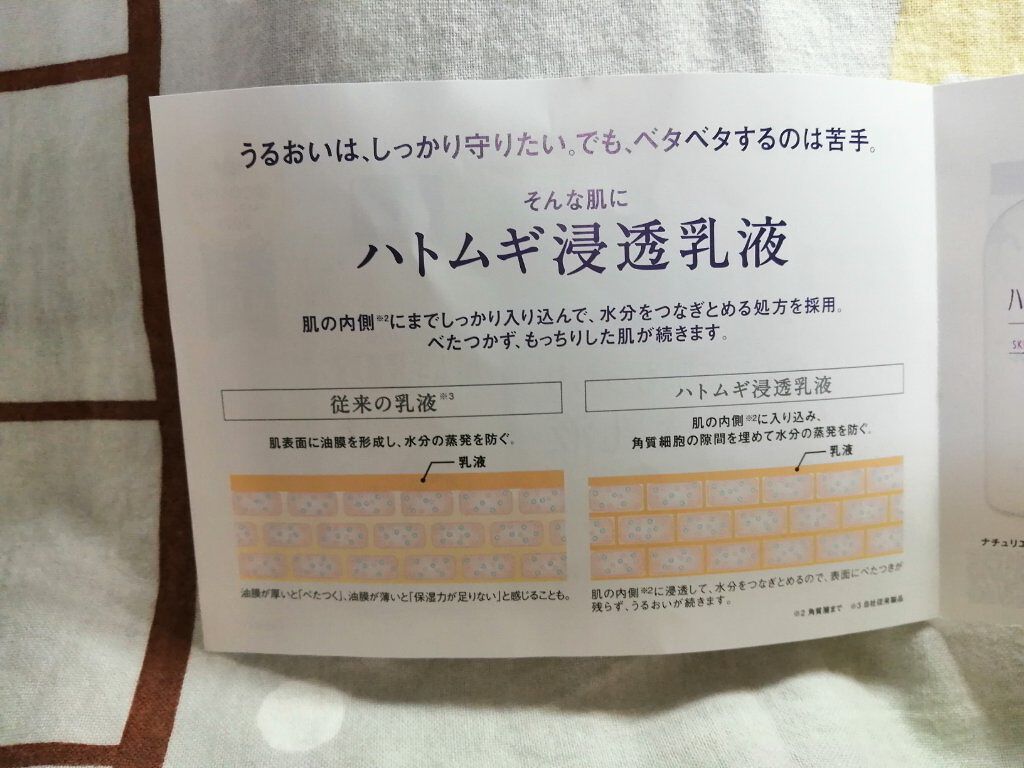 うるおいは、しっかり守りたい。でも、ベタベタするのは苦手。
そんな肌に
ハトムギ浸透乳液
肌の内側※2にまでしっかり入り込んで、水分をつなぎとめる処方を採用。
べたつかず、もっちりした肌が続きます。
従来の乳液※3
肌表面に油膜を形成し、水分の蒸発を防ぐ。
乳液
油膜が厚いと「べたつく」、油膜が薄いと「保湿力が足りない」と感じることも。
ハトムギ浸透乳液
肌の内側※2に入り込み、
角質細胞の隙間を埋めて水分の蒸発を防ぐ。
乳液
肌の内側※2に浸透して、水分をつなぎとめるので、表面にべたつきが
残らず、うるおいが続きます。
※2 角質層まで ※3 自社従来製品
ハ
SK
ナチュリエ